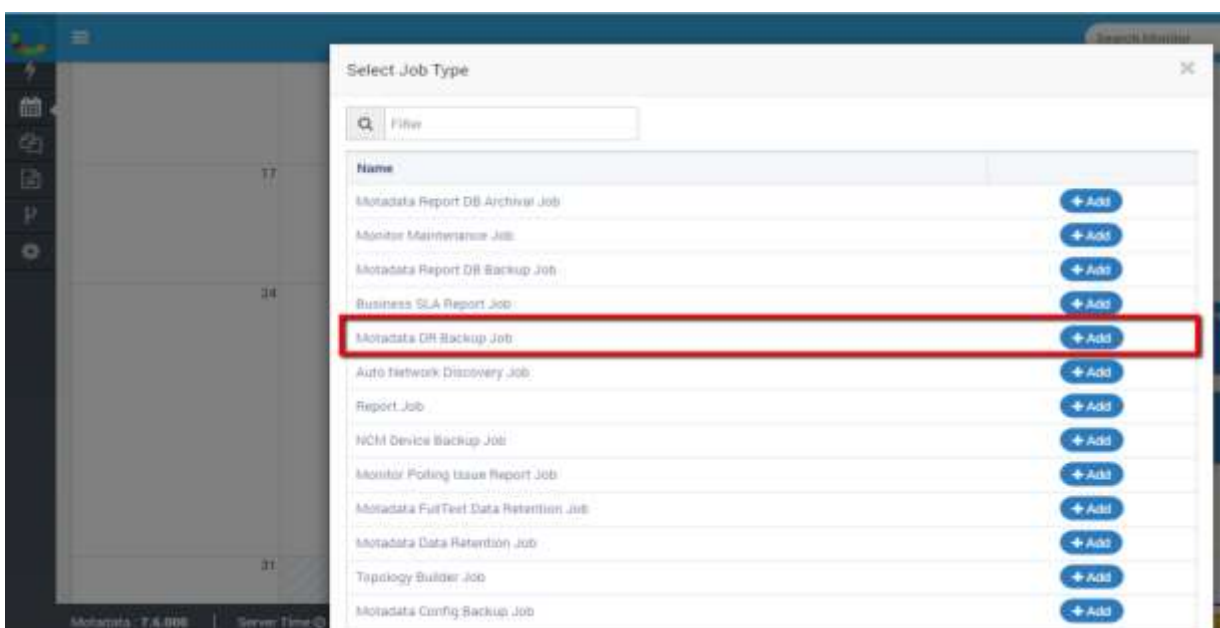 Search Monitor
Select Job Type
Filter
17
Name
Motadata Report DB Archival Job + Add
Monitor Maintenance Job + Add
Motadata Report DB Backup Job + Add
24
Business SLA Report Job + Add
Motadata DR Backup Job + Add
Auto Network Discovery Job + Add
Report Job + Add
NCM Device Backup Job + Add
Monitor Polling Issue Report Job + Add
Motadata FullText Data Retention Job + Add
Motadata Data Retention Job + Add
31
Topology Builder Job + Add
Motadata Config Backup Job + Add
Motadata : 7.6.008 | Server Time